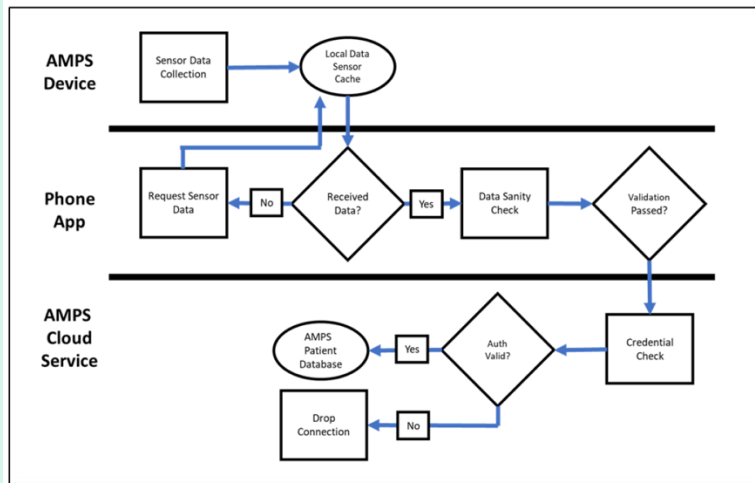 AMPS
Device
Sensor Data
Collection
Local Data
Sensor
Cache
Phone
App
Request Sensor
Data
No
Received
Data?
Yes
Data Sanity
Check
Validation
Passed?
AMPS
Cloud
Service
AMPS
Patient
Database
Yes
Auth
Valid?
Credential
Check
Drop
Connection
No